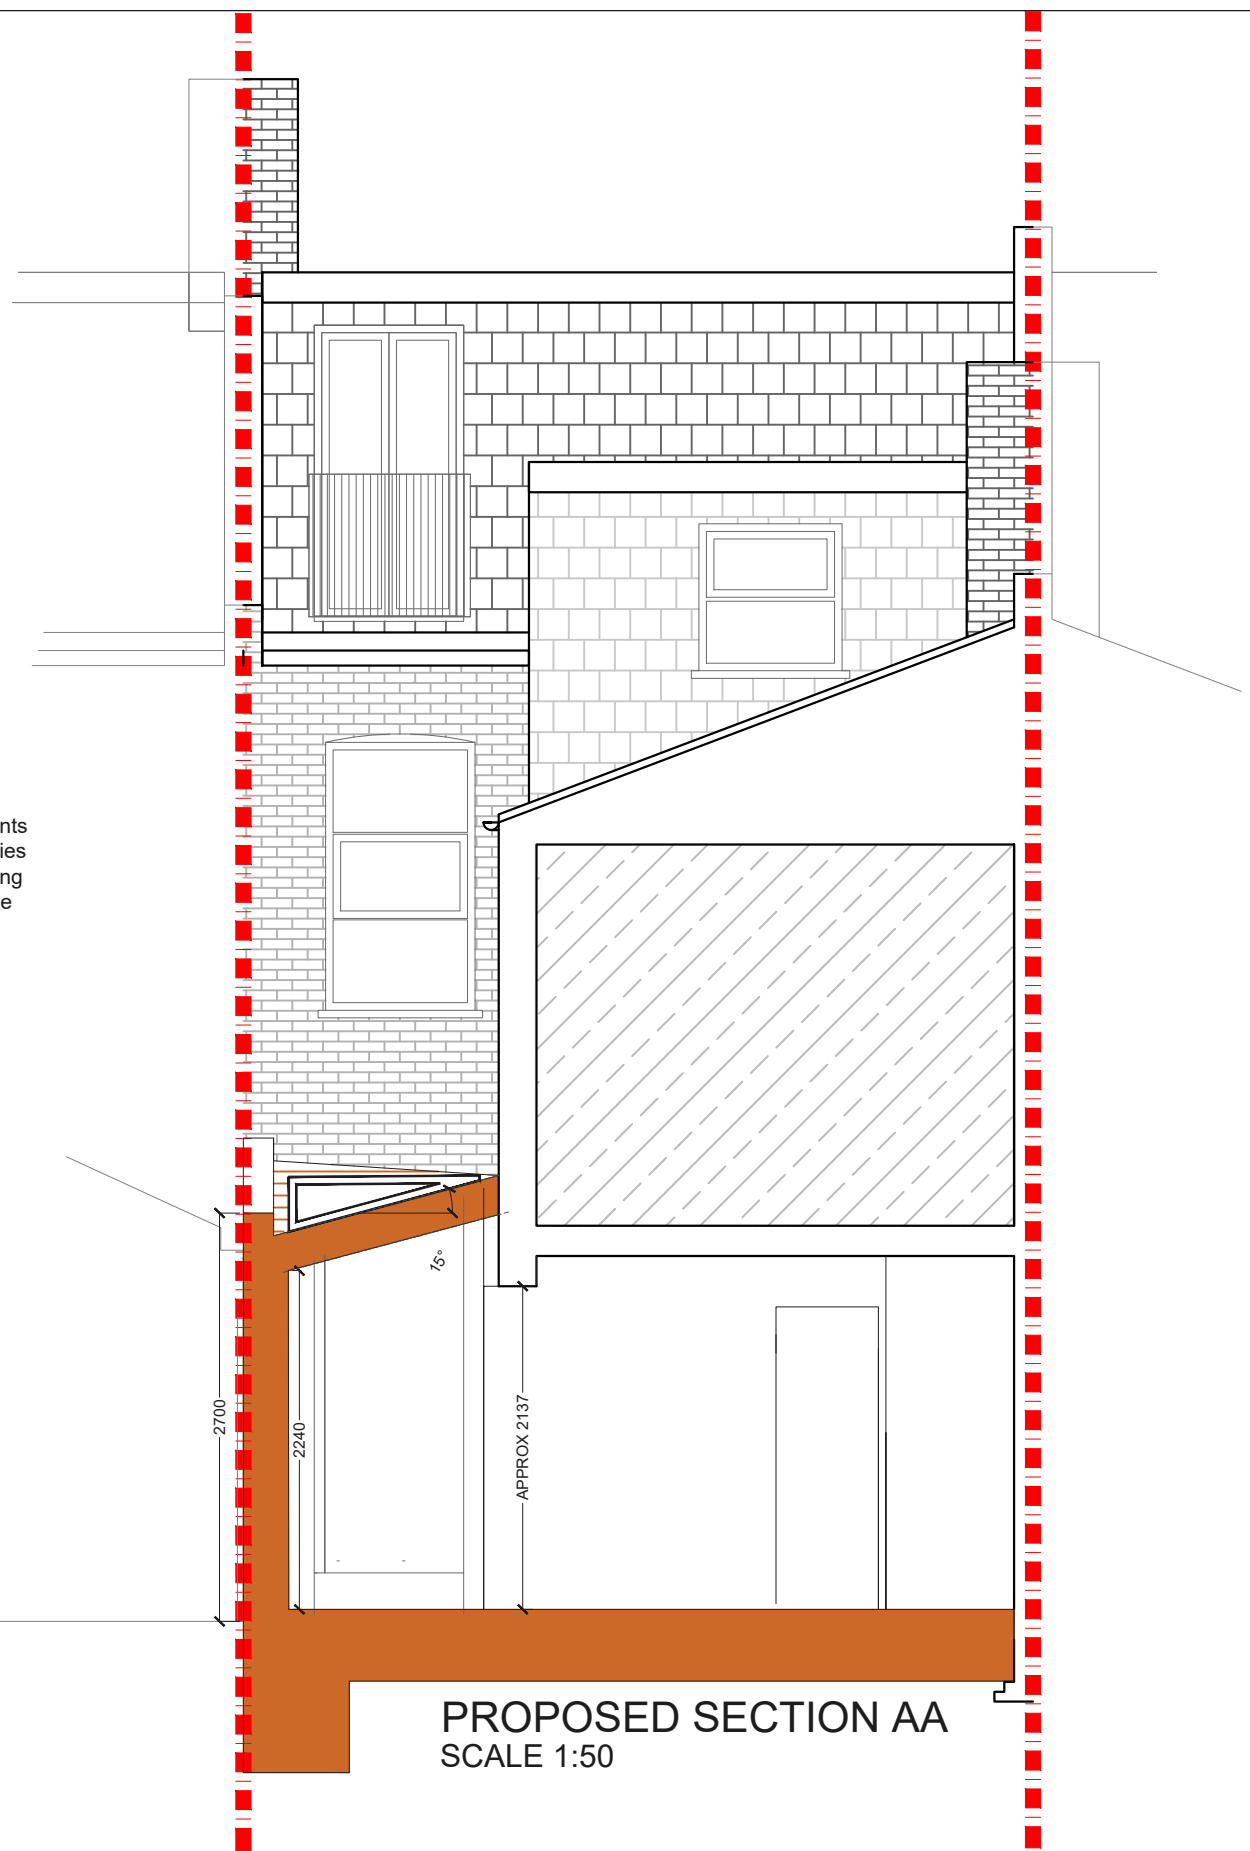 nts
ies
ng
e
15°
2700
2240
APPROX 2137
PROPOSED SECTION AA
SCALE 1:50